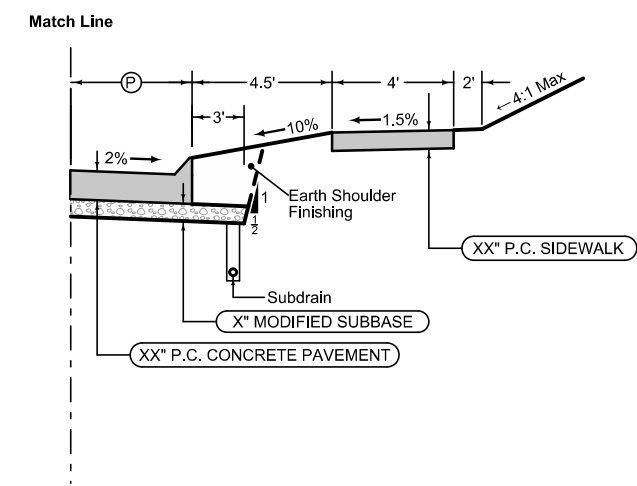 Match Line
P
4.5'
4'
2'
3'
10%
1.5%
4:1 Max
2%
1
1/2
Earth Shoulder
Finishing
XX" P.C. SIDEWALK
Subdrain
X" MODIFIED SUBBASE
XX" P.C. CONCRETE PAVEMENT